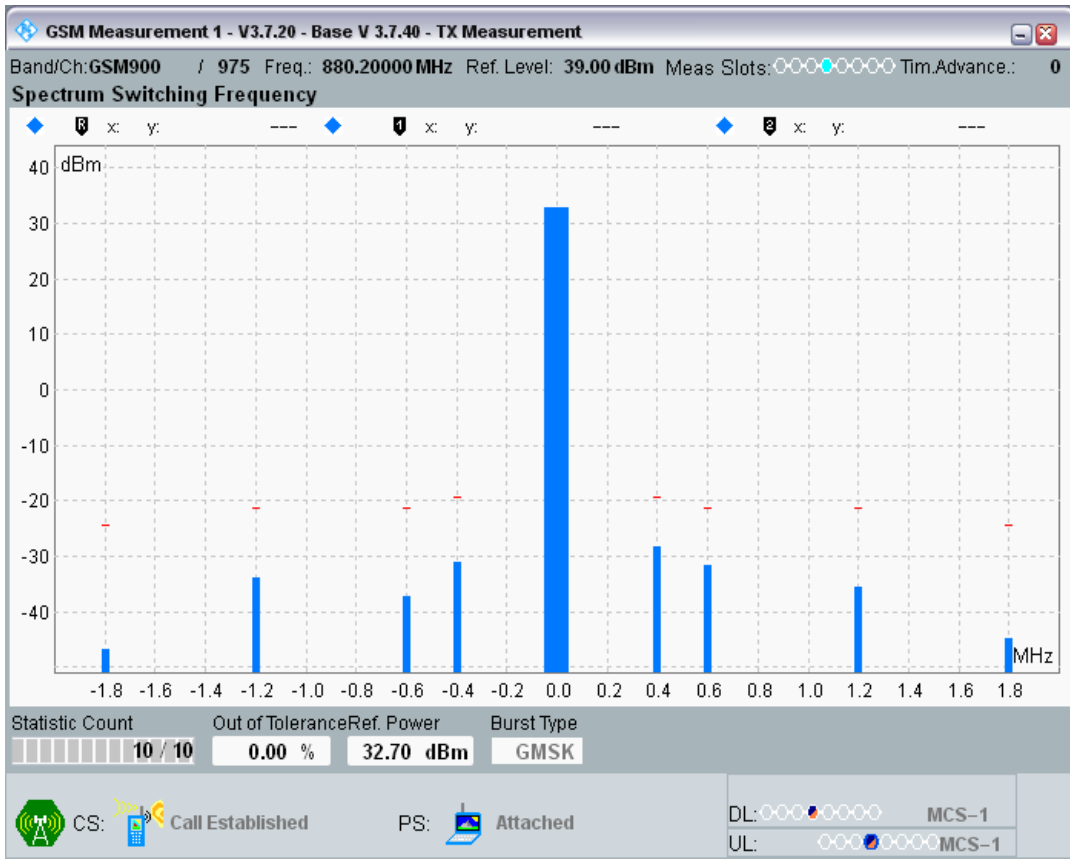 GSM Measurement 1 - V3.7.20 - Base V 3.7.40 - TX Measurement
Band/Ch:GSM900 / 975 Freq.: 880.20000 MHz Ref. Level: 39.00 dBm Meas Slots: Tim.Advance.: 0
Spectrum Switching Frequency
R x: y: --- 1 x: y: --- 2 x: y: ---
dBm
40
30
20
10
0
-10
-20
-30
-40
MHz
-1.8 -1.6 -1.4 -1.2 -1.0 -0.8 -0.6 -0.4 -0.2 0.0 0.2 0.4 0.6 0.8 1.0 1.2 1.4 1.6 1.8
Statistic Count Out of Tolerance Ref. Power Burst Type
10 / 10 0.00 % 32.70 dBm GMSK
CS: Call Established PS: Attached
DL: MCS-1
UL: MCS-1